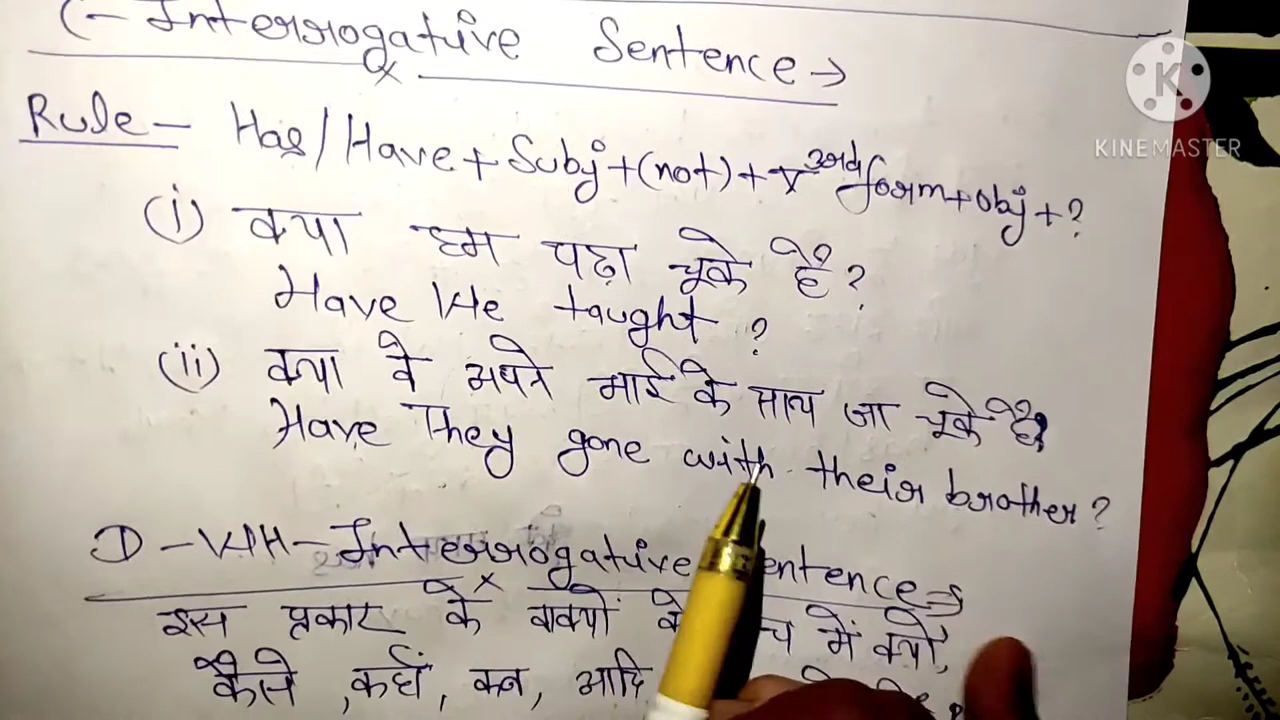 C- Interrogative Sentence →
Rule - Has/Have + Subj + (not) + V 3rd form + obj + ?
(i) क्या हम पढ़ा चूके हैं ?
Have We taught ?
(ii) क्या वे अपने भाई के साथ जा चूके हैं?
Have They gone with their brother ?
D - WH - Interrogative entence →
इस प्रकार के वाक्यों के च में क्यों,
कैसे, कहाँ, कब, आदि
KINEMASTER